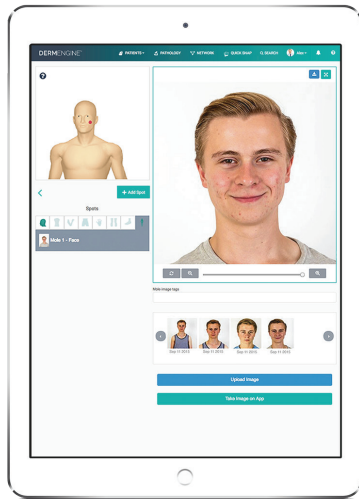 DERMENGINE
PATIENTS
PATHOLOGY
NETWORK
QUICK SNAP
SEARCH
Max
?
+ Add Spot
Spots
Mole 1 - Face
Mole image tags
Sep 11 2015
Sep 11 2015
Sep 11 2015
Sep 11 2015
Upload Image
Take Image on App